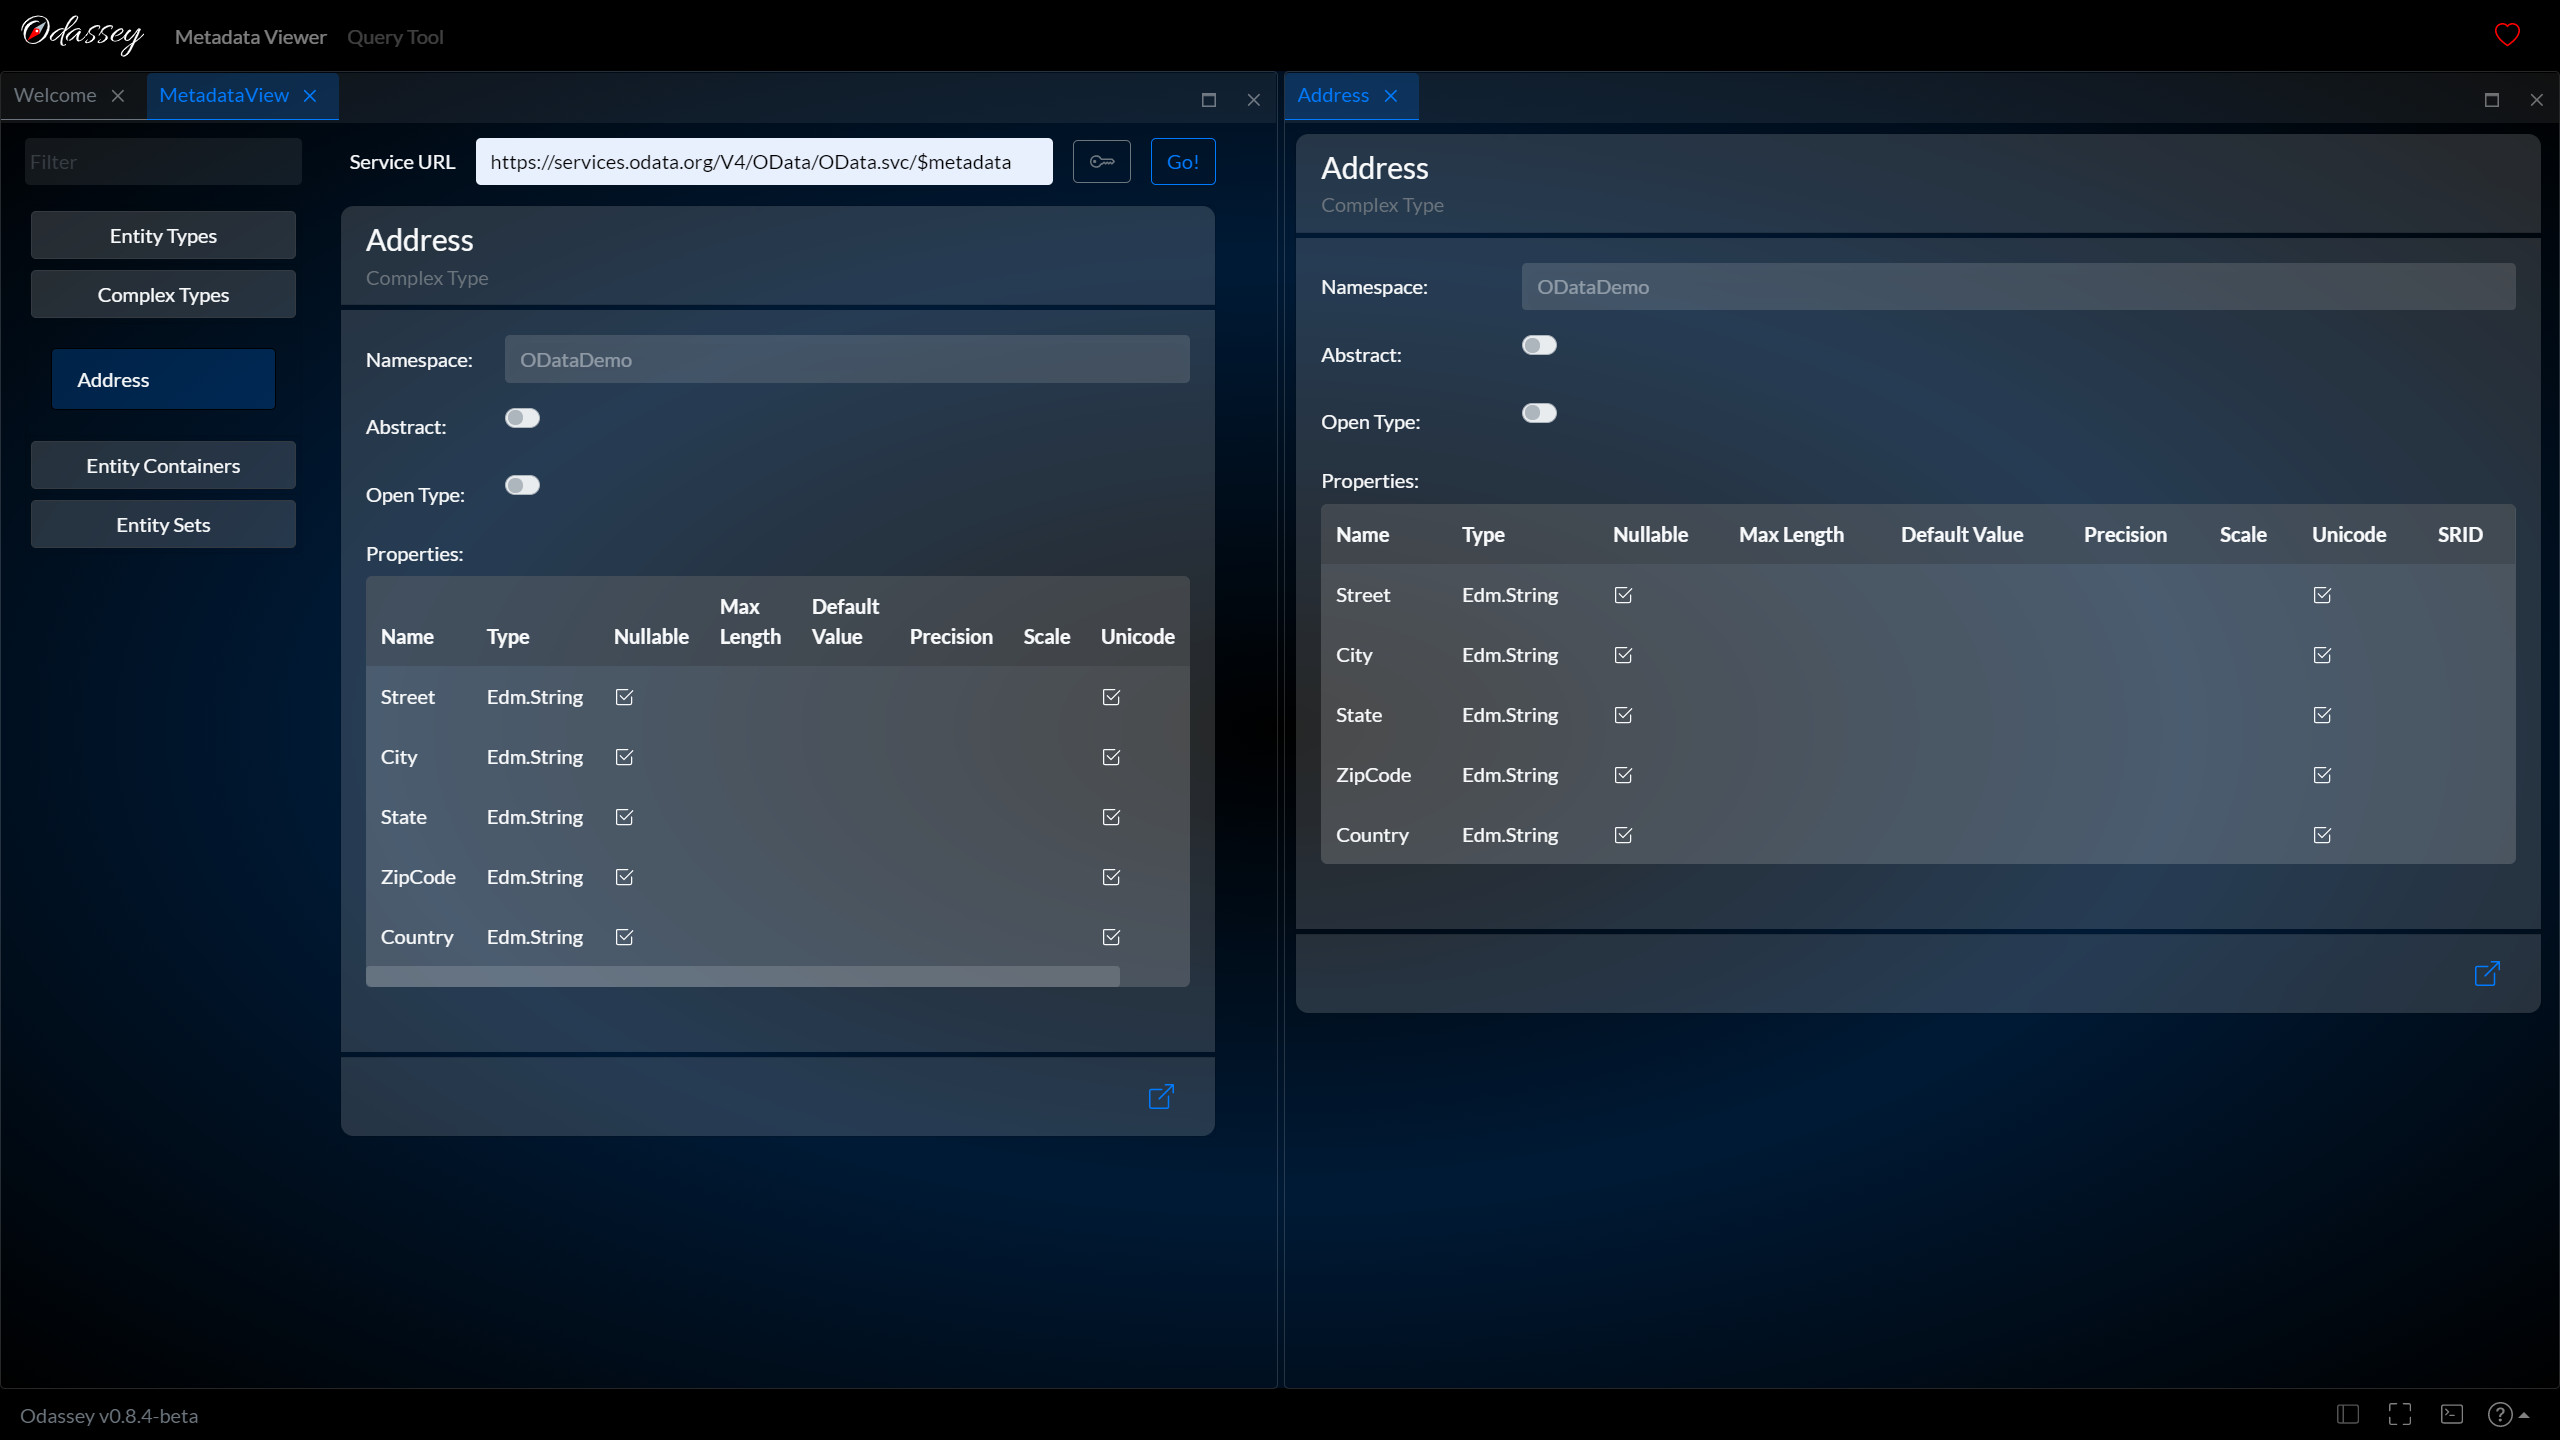 Odassey Metadata Viewer Query Tool
Welcome MetadataView
Filter
Service URL https://services.odata.org/V4/OData/OData.svc/$metadata Go!
Entity Types
Complex Types
Address
Entity Containers
Entity Sets
Address
Complex Type
Namespace: ODataDemo
Abstract:
Open Type:
Properties:
Name Type Nullable Max Length Default Value Precision Scale Unicode
Street Edm.String
City Edm.String
State Edm.String
ZipCode Edm.String
Country Edm.String
Address
Address
Complex Type
Namespace: ODataDemo
Abstract:
Open Type:
Properties:
Name Type Nullable Max Length Default Value Precision Scale Unicode SRID
Street Edm.String
City Edm.String
State Edm.String
ZipCode Edm.String
Country Edm.String
Odassey v0.8.4-beta